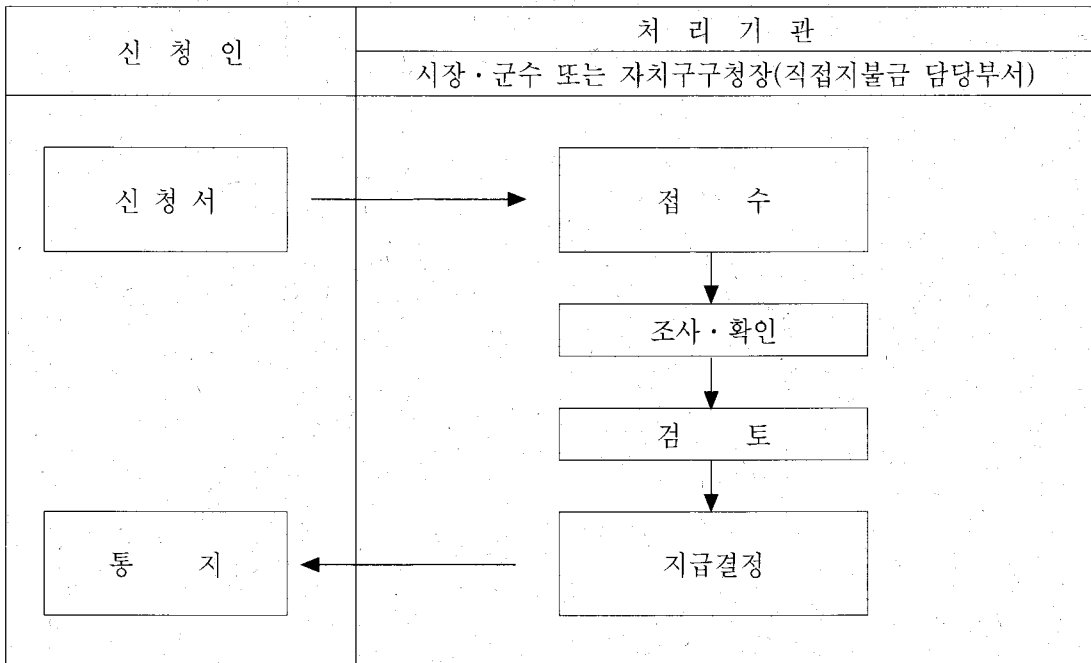 신 청 인
처 리 기 관
시장·군수 또는 자치구구청장(직접지불금 담당부서)
신 청 서
접 수
조사·확인
검 토
통 지
지급결정